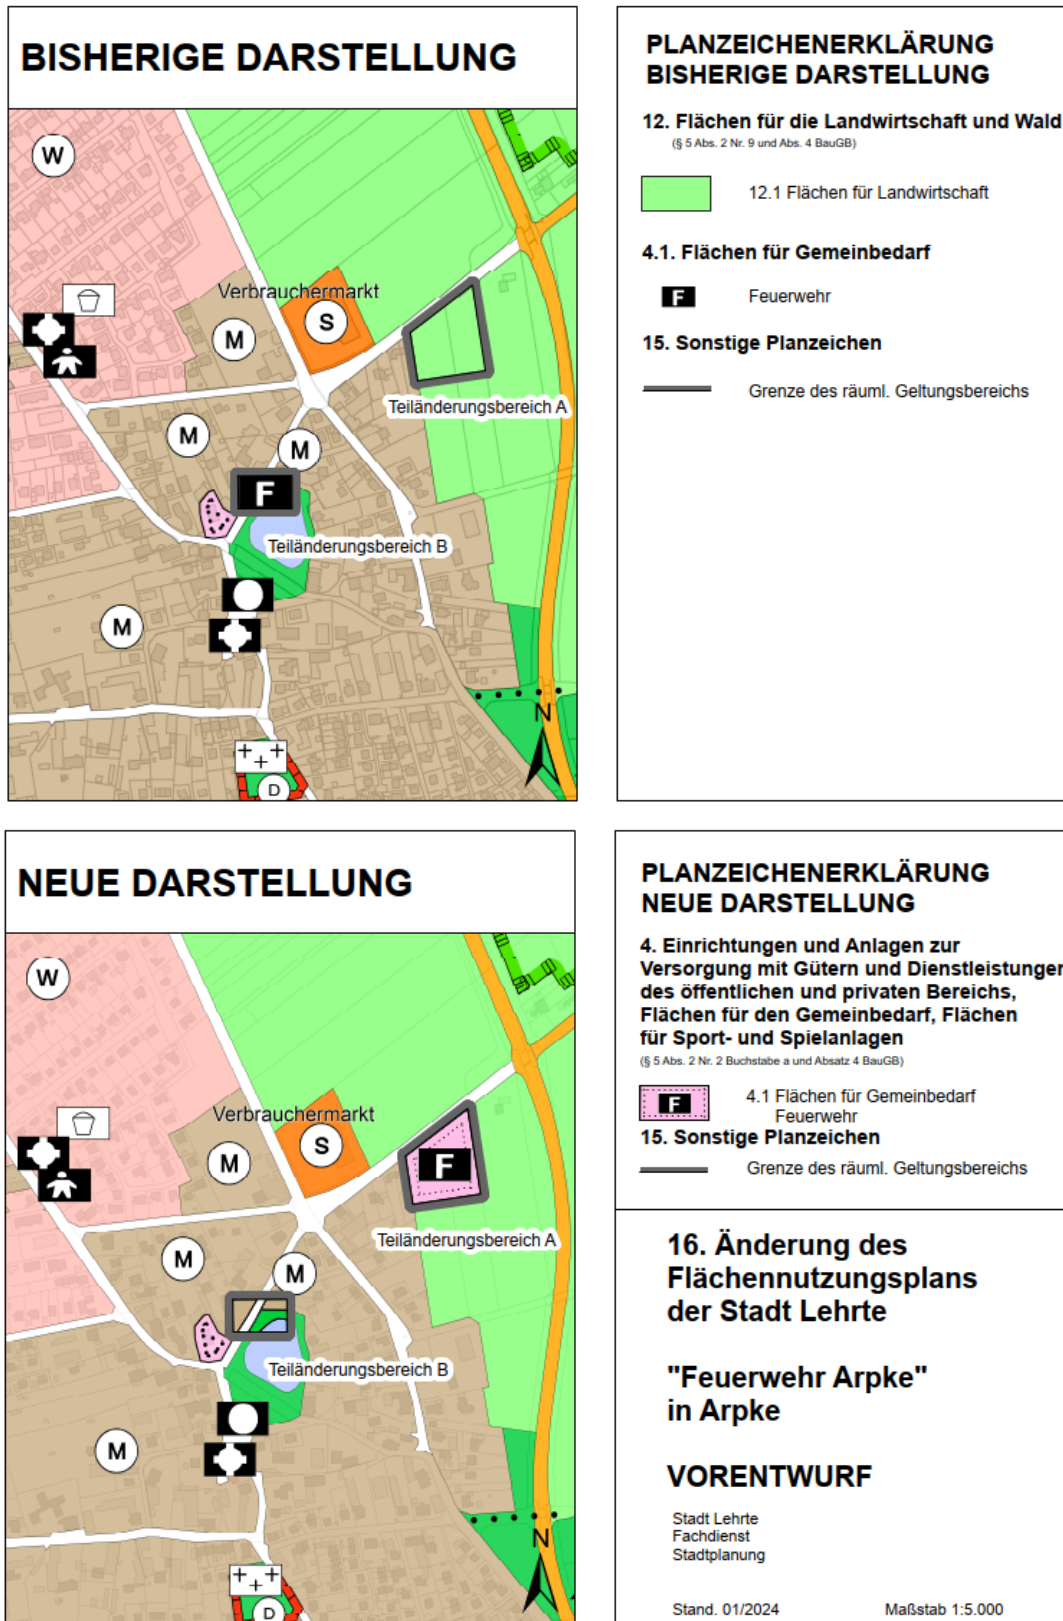 BISHERIGE DARSTELLUNG
W
Verbrauchermarkt
S
M
Teiländerungsbereich A
M
M
F
Teiländerungsbereich B
M
N
D
PLANZEICHENERKLÄRUNG
BISHERIGE DARSTELLUNG
12. Flächen für die Landwirtschaft und Wald
(§ 5 Abs. 2 Nr. 9 und Abs. 4 BauGB)
12.1 Flächen für Landwirtschaft
4.1. Flächen für Gemeinbedarf
F Feuerwehr
15. Sonstige Planzeichen
Grenze des räuml. Geltungsbereichs
NEUE DARSTELLUNG
W
Verbrauchermarkt
S
M
F
Teiländerungsbereich A
M
M
Teiländerungsbereich B
M
N
D
PLANZEICHENERKLÄRUNG
NEUE DARSTELLUNG
4. Einrichtungen und Anlagen zur
Versorgung mit Gütern und Dienstleistunger
des öffentlichen und privaten Bereichs,
Flächen für den Gemeinbedarf, Flächen
für Sport- und Spielanlagen
(§ 5 Abs. 2 Nr. 2 Buchstabe a und Absatz 4 BauGB)
F 4.1 Flächen für Gemeinbedarf
Feuerwehr
15. Sonstige Planzeichen
Grenze des räuml. Geltungsbereichs
16. Änderung des
Flächennutzungsplans
der Stadt Lehrte
"Feuerwehr Arpke"
in Arpke
VORENTWURF
Stadt Lehrte
Fachdienst
Stadtplanung
Stand. 01/2024 Maßstab 1:5.000